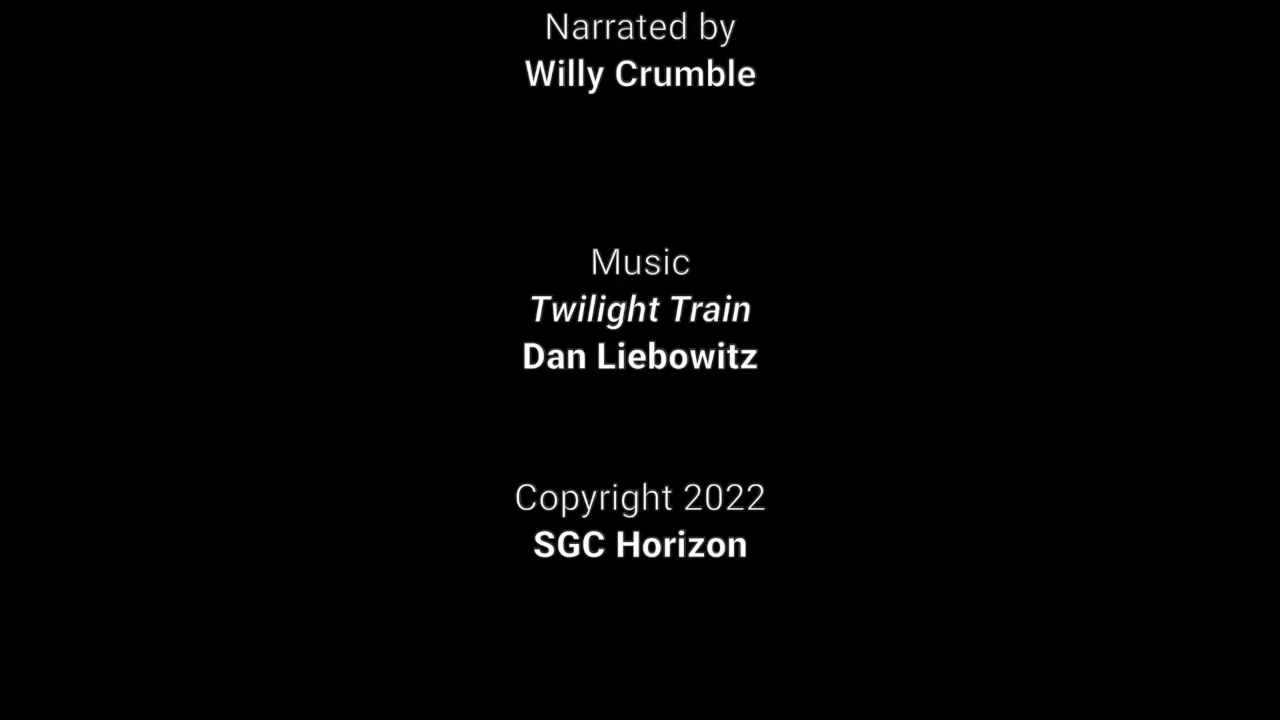 Narrated by
Willy Crumble
Music
Twilight Train
Dan Liebowitz
Copyright 2022
SGC Horizon